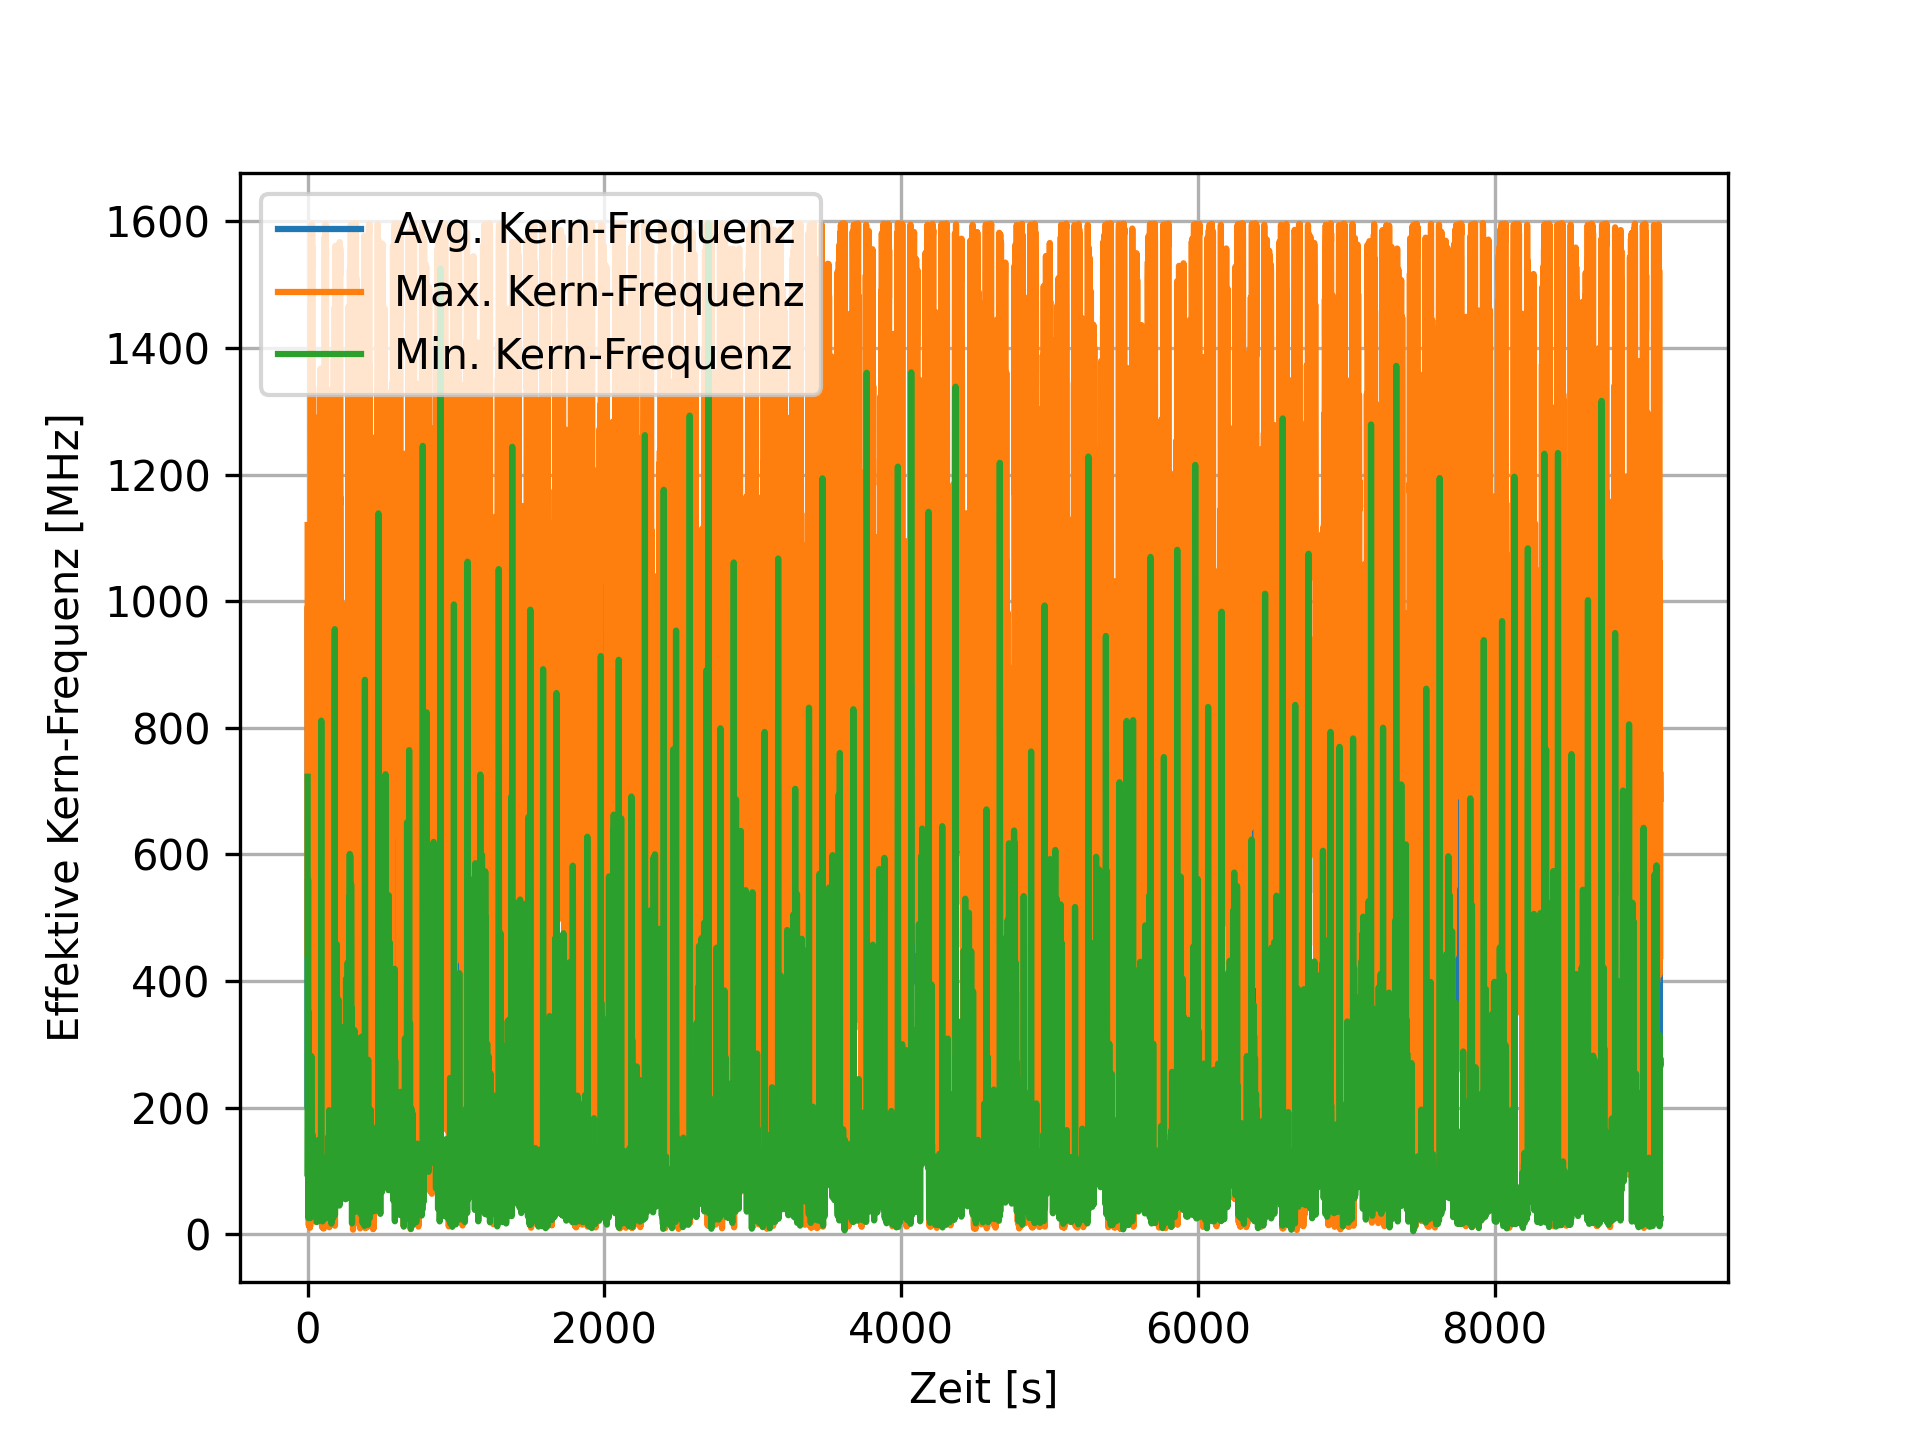 Avg. Kern-Frequenz
Max. Kern-Frequenz
Min. Kern-Frequenz
1600
1400
1200
1000
800
600
400
200
0
Effektive Kern-Frequenz [MHz]
0 2000 4000 6000 8000
Zeit [s]